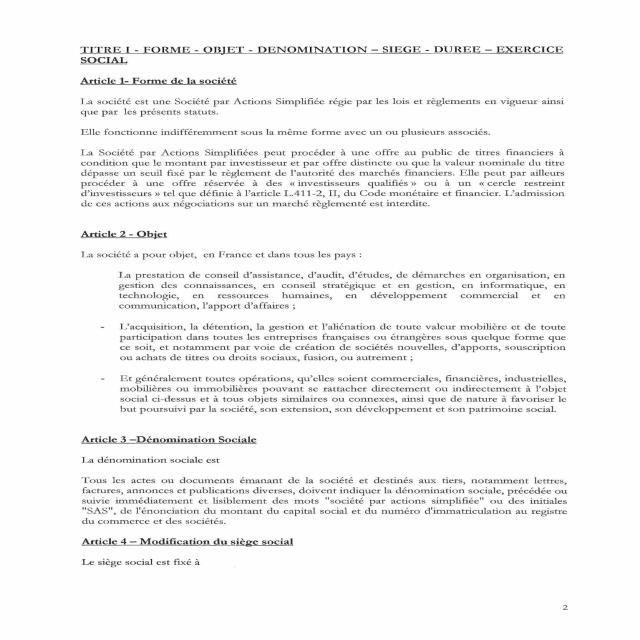 TITRE I - FORME - OBJET - DENOMINATION – SIEGE - DUREE – EXERCICE
SOCIAL
Article 1- Forme de la société
La société est une Société par Actions Simplifiée régie par les lois et règlements en vigueur ainsi
que par les présents statuts.
Elle fonctionne indifféremment sous la même forme avec un ou plusieurs associés.
La Société par Actions Simplifiées peut procéder à une offre au public de titres financiers à
condition que le montant par investisseur et par offre distincte ou que la valeur nominale du titre
dépasse un seuil fixé par le règlement de l'autorité des marchés financiers. Elle peut par ailleurs
procéder à une offre réservée à des « investisseurs qualifiés » ou à un « cercle restreint
d'investisseurs » tel que définie à l'article L.411-2, II, du Code monétaire et financier. L'admission
de ces actions aux négociations sur un marché règlementé est interdite.
Article 2 - Objet
La société a pour objet, en France et dans tous les pays :
La prestation de conseil d'assistance, d'audit, d'études, de démarches en organisation, en
gestion des connaissances, en conseil stratégique et en gestion, en informatique, en
technologie, en ressources humaines, en développement commercial et en
communication, l'apport d'affaires ;
- L'acquisition, la détention, la gestion et l'aliénation de toute valeur mobilière et de toute
participation dans toutes les entreprises françaises ou étrangères sous quelque forme que
ce soit, et notamment par voie de création de sociétés nouvelles, d'apports, souscription
ou achats de titres ou droits sociaux, fusion, ou autrement ;
- Et généralement toutes opérations, qu'elles soient commerciales, financières, industrielles,
mobilières ou immobilières pouvant se rattacher directement ou indirectement à l'objet
social ci-dessus et à tous objets similaires ou connexes, ainsi que de nature à favoriser le
but poursuivi par la société, son extension, son développement et son patrimoine social.
Article 3 –Dénomination Sociale
La dénomination sociale est
Tous les actes ou documents émanant de la société et destinés aux tiers, notamment lettres,
factures, annonces et publications diverses, doivent indiquer la dénomination sociale, précédée ou
suivie immédiatement et lisiblement des mots "société par actions simplifiée" ou des initiales
"SAS", de l'énonciation du montant du capital social et du numéro d'immatriculation au registre
du commerce et des sociétés.
Article 4 – Modification du siège social
Le siège social est fixé à
2